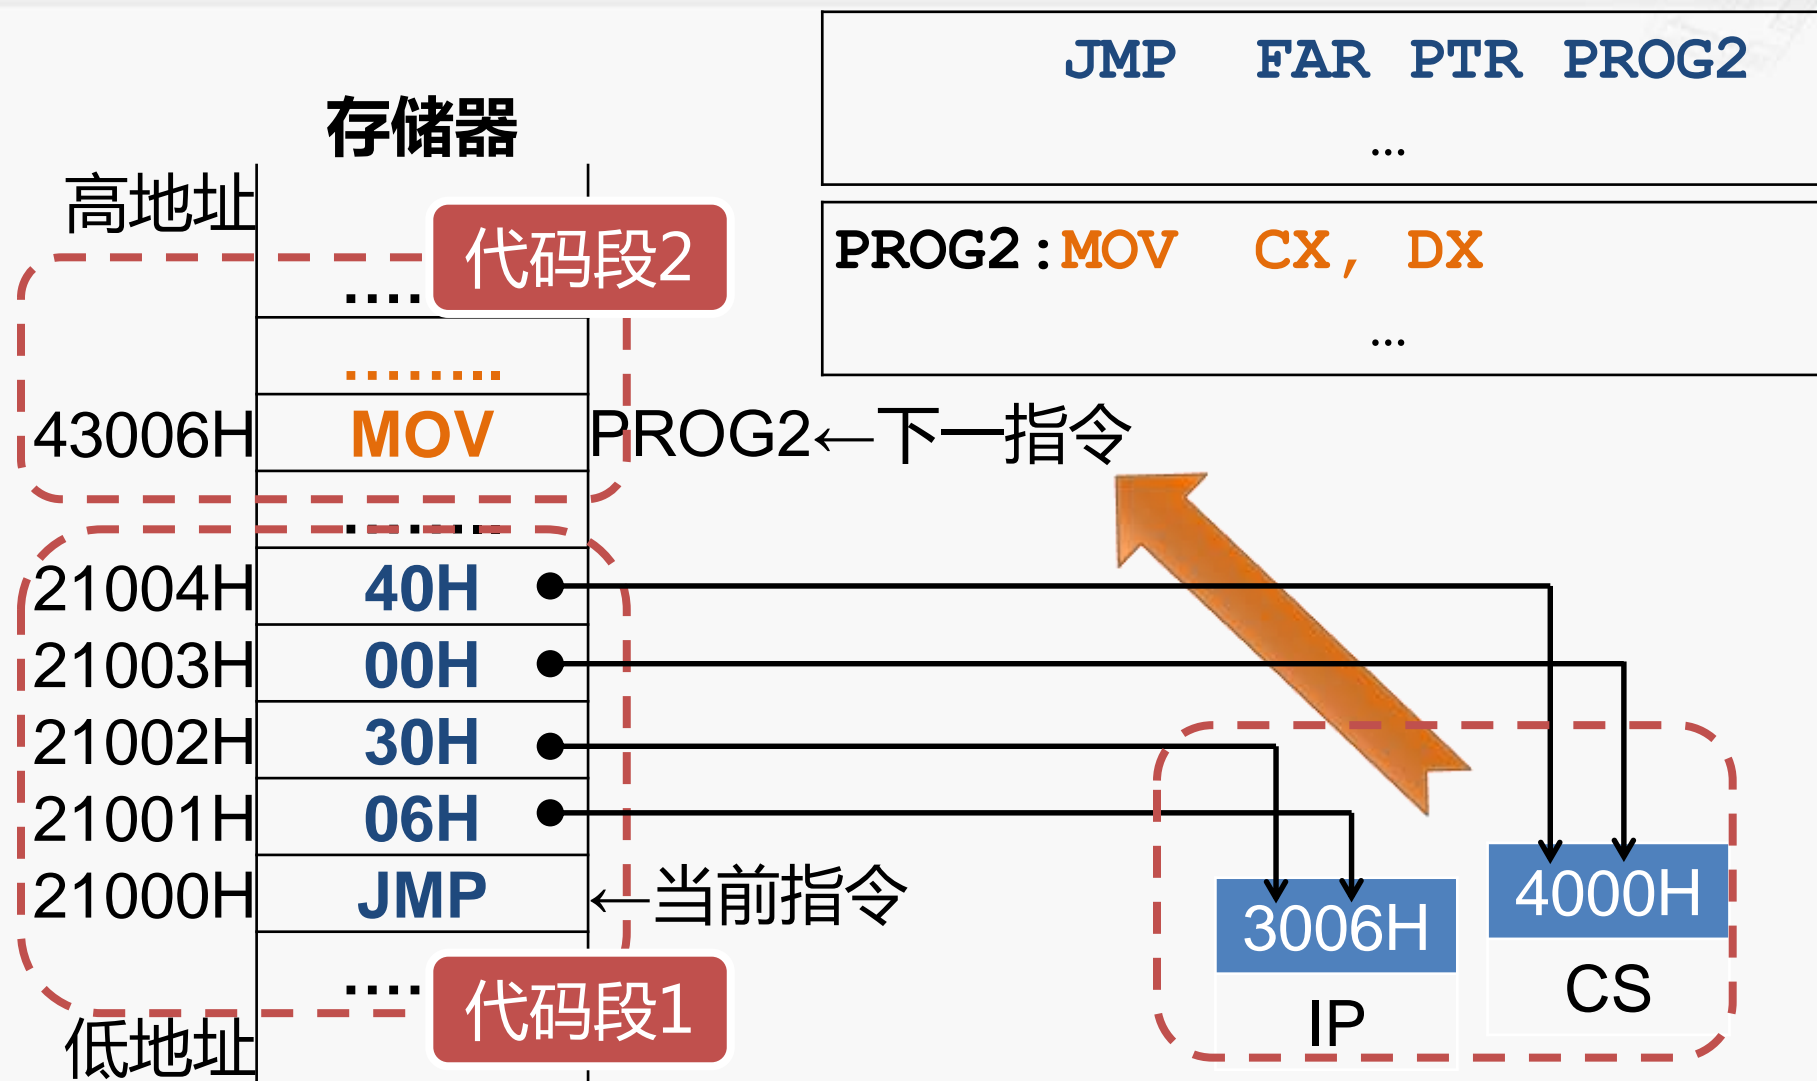 JMP FAR PTR PROG2
…
存储器
高地址
代码段2
PROG2:MOV CX, DX
…
....
.........
43006H MOV PROG2←下一指令
.........
21004H 40H
21003H 00H
21002H 30H
21001H 06H
21000H JMP ←当前指令
4000H
3006H
CS
....
代码段1
IP
低地址